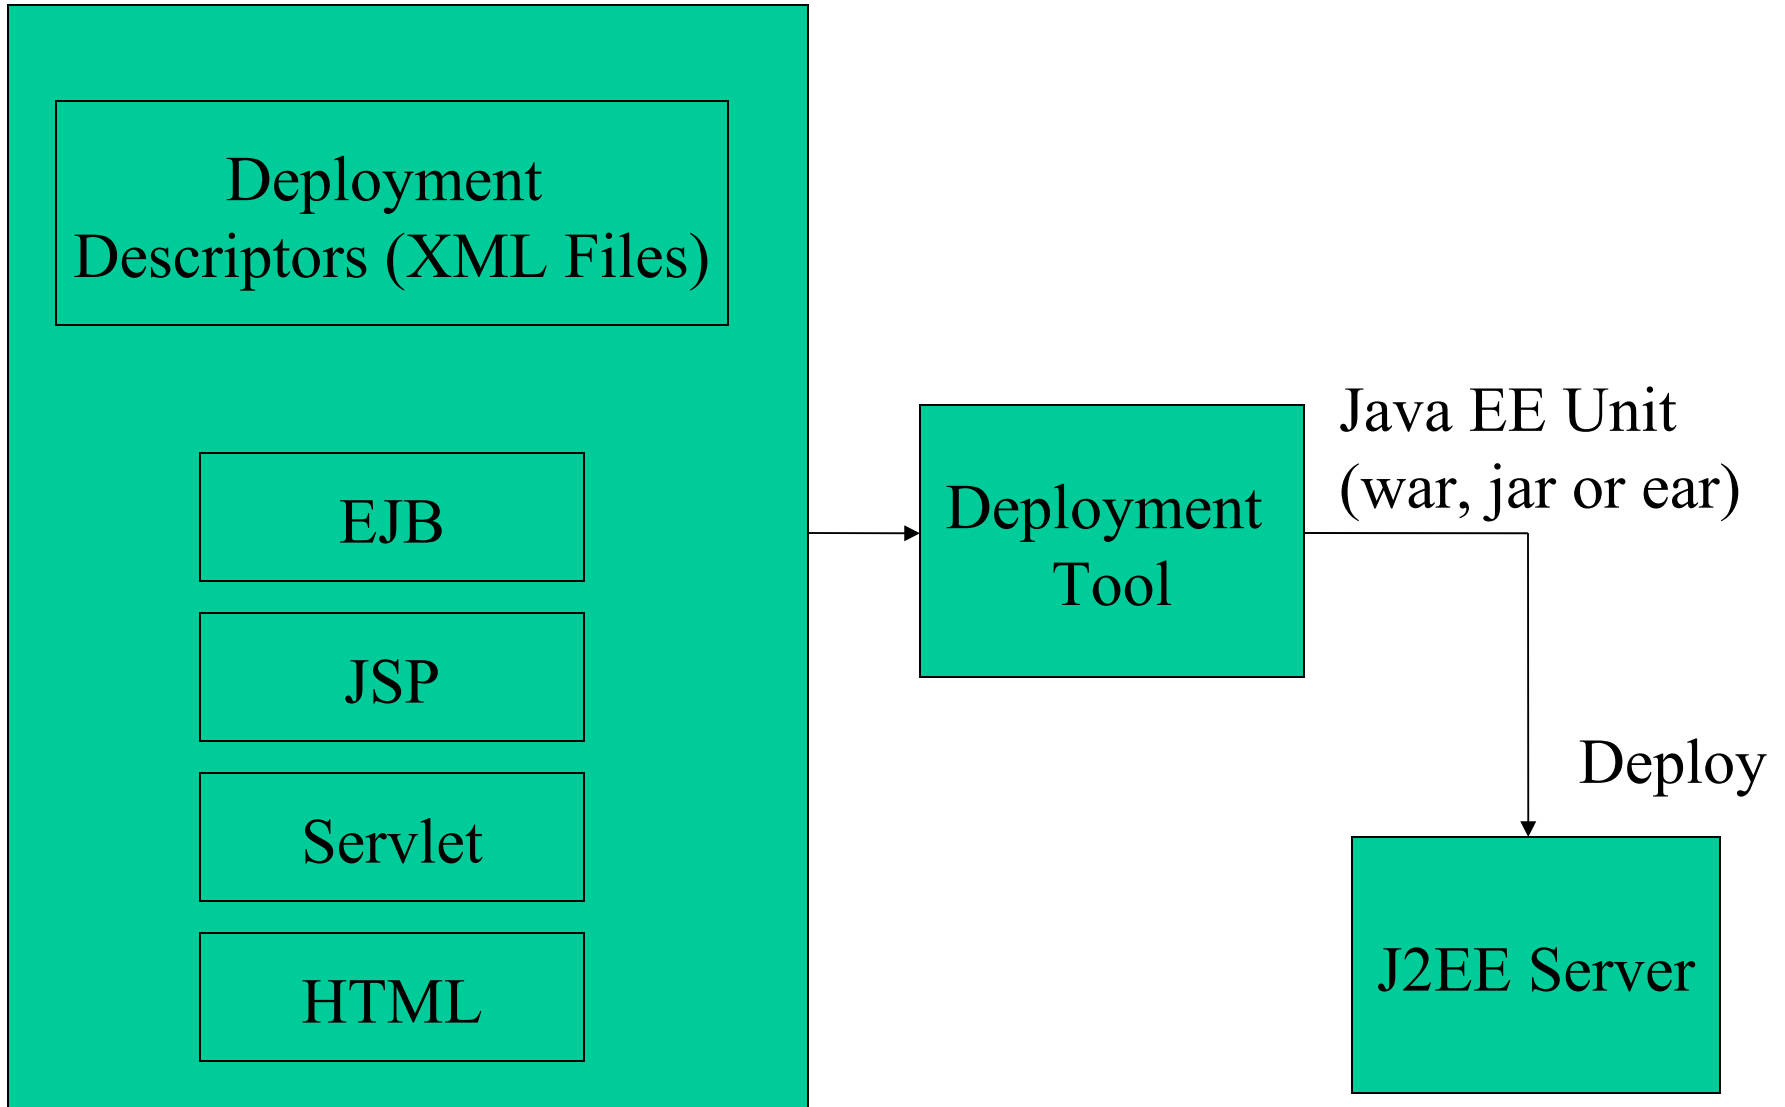 Deployment
Descriptors (XML Files)
EJB
JSP
Servlet
HTML
Deployment
Tool
Java EE Unit
(war, jar or ear)
Deploy
J2EE Server